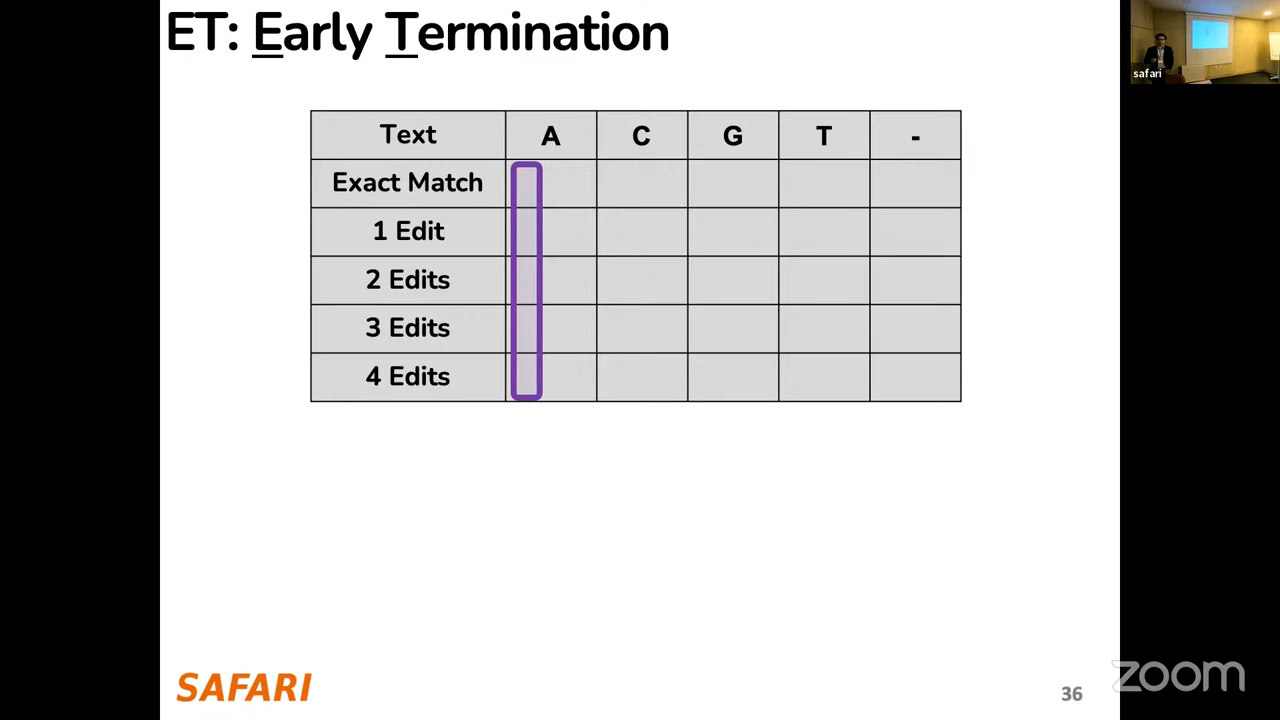 ET: Early Termination
safari
Text A C G T -
Exact Match
1 Edit
2 Edits
3 Edits
4 Edits
SAFARI
36
zoom